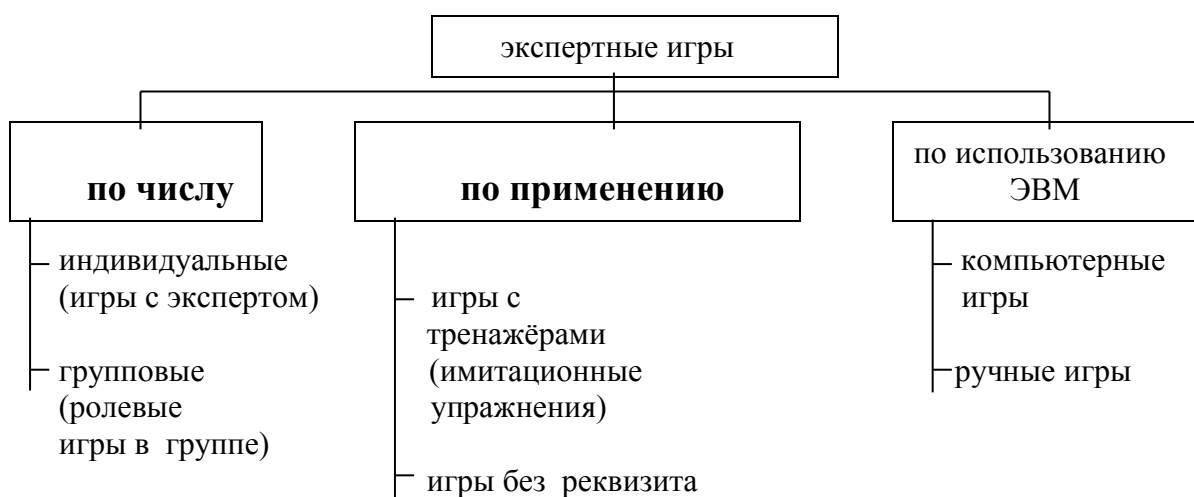 экспертные игры
по числу
индивидуальные
(игры с экспертом)
групповые
(ролевые
игры в группе)
по применению
игры с
тренажёрами
(имитационные
упражнения)
игры без реквизита
по использованию
ЭВМ
компьютерные
игры
ручные игры